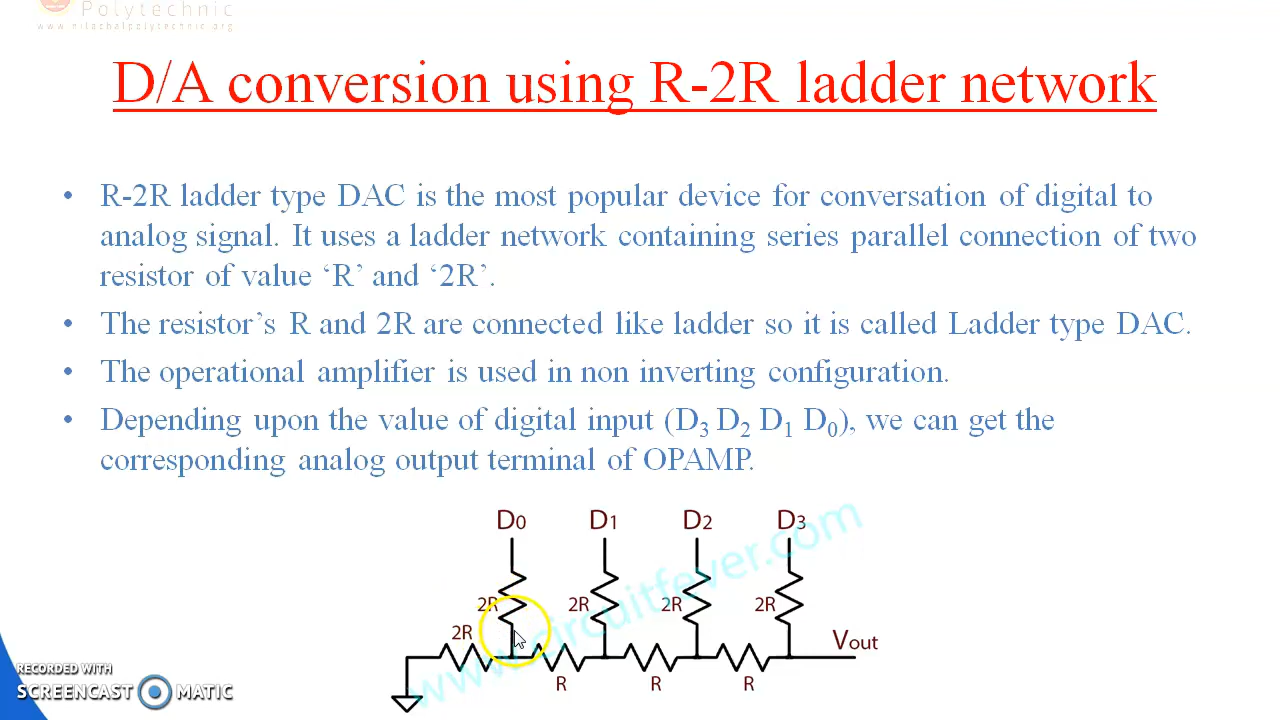 Polytechnic
www.nilachalpolytechnic.org
D/A conversion using R-2R ladder network
• R-2R ladder type DAC is the most popular device for conversation of digital to
analog signal. It uses a ladder network containing series parallel connection of two
resistor of value ‘R’ and ‘2R’.
• The resistor’s R and 2R are connected like ladder so it is called Ladder type DAC.
• The operational amplifier is used in non inverting configuration.
• Depending upon the value of digital input (D3 D2 D1 D0), we can get the
corresponding analog output terminal of OPAMP.
D0 D1 D2 D3
2R 2R 2R 2R
2R Vout
R R R
www.circuitfever.com
RECORDED WITH
SCREENCAST MATIC